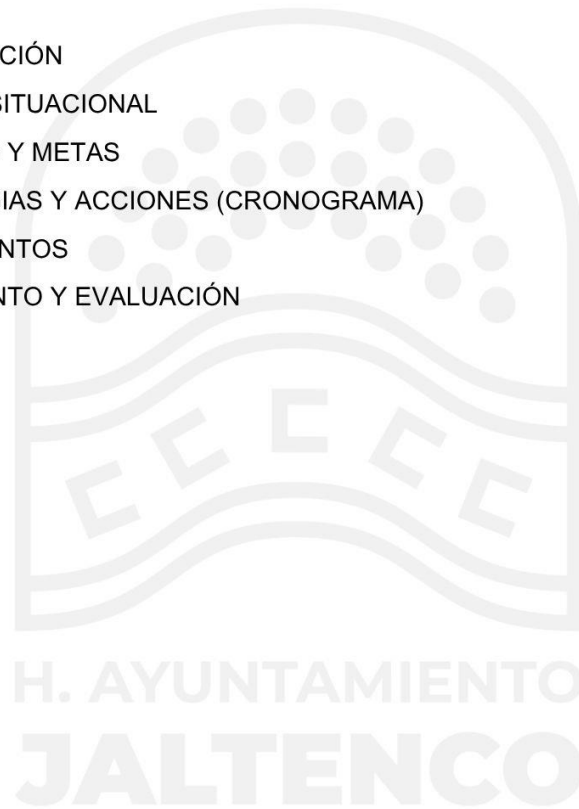 CIÓN
SITUACIONAL
Y METAS
IAS Y ACCIONES (CRONOGRAMA)
NTOS
NTO Y EVALUACIÓN
H. AYUNTAMIENTO
JALTENCO